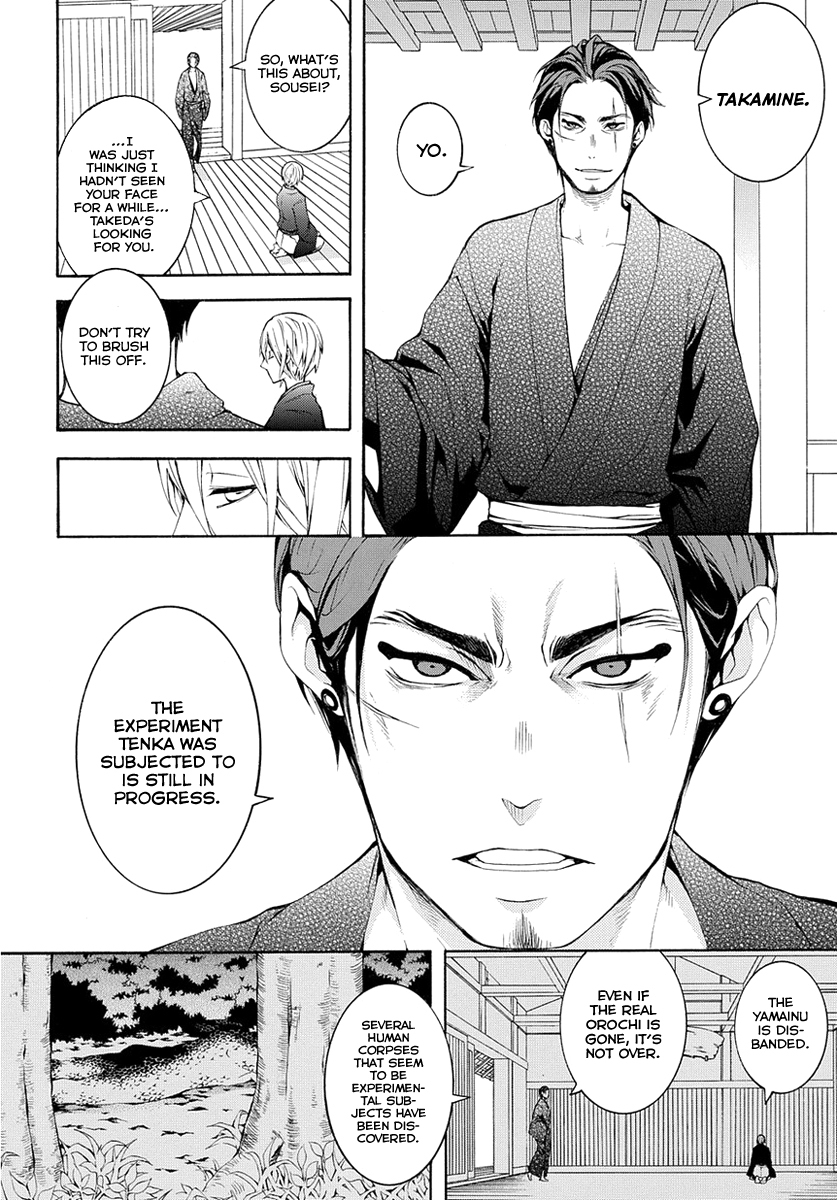 TAKAMINE.
YO.
SO, WHAT'S
THIS ABOUT,
SOUSEI?
...I
WAS JUST
THINKING I
HADN'T SEEN
YOUR FACE
FOR A WHILE...
TAKEDA'S
LOOKING
FOR YOU.
DON'T TRY
TO BRUSH
THIS OFF.
THE
EXPERIMENT
TENKA WAS
SUBJECTED TO
IS STILL IN
PROGRESS.
THE
YAMAINU
IS DIS-
BANDED.
EVEN IF
THE REAL
OROCHI IS
GONE, IT'S
NOT OVER.
SEVERAL
HUMAN
CORPSES
THAT SEEM
TO BE
EXPERIMEN-
TAL SUB-
JECTS HAVE
BEEN DIS-
COVERED.